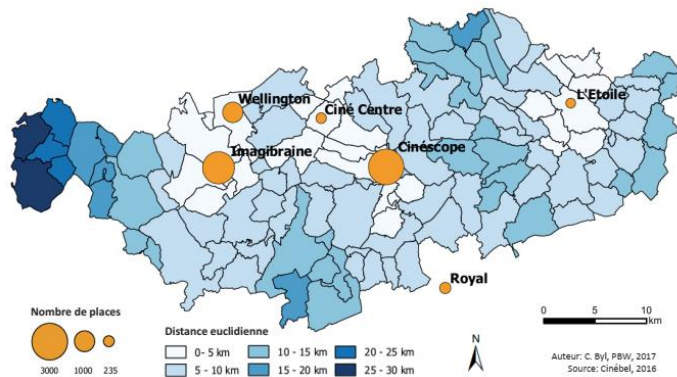 Wellington
Ciné Centre
L'Etoile
Imagibraine
Cinéscope
Royal
Nombre de places
3000 1000 235
Distance euclidienne
0- 5 km
5 - 10 km
10 - 15 km
15 - 20 km
20 - 25 km
25 - 30 km
N
0 5 10
km
Auteur: C. Byl, PBW, 2017
Source: Cinébel, 2016